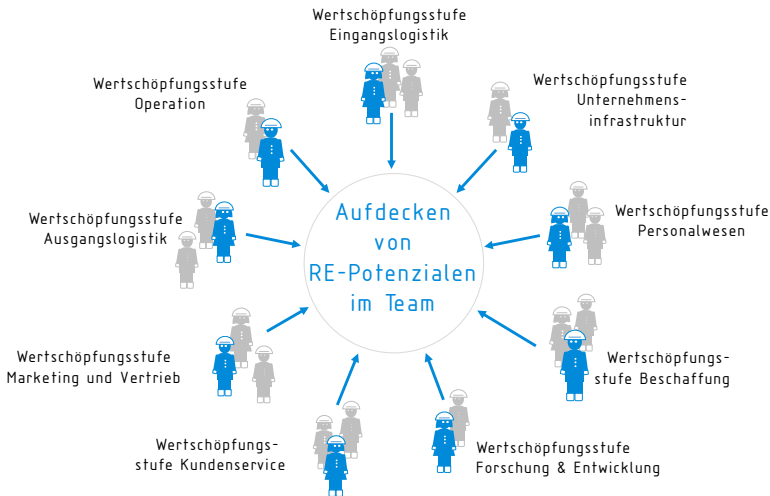 Wertschöpfungsstufe
Eingangslogistik
Wertschöpfungsstufe
Unternehmens-
infrastruktur
Wertschöpfungsstufe
Personalwesen
Wertschöpfungs-
stufe Beschaffung
Wertschöpfungsstufe
Forschung & Entwicklung
Wertschöpfungs-
stufe Kundenservice
Wertschöpfungsstufe
Marketing und Vertrieb
Wertschöpfungsstufe
Ausgangslogistik
Wertschöpfungsstufe
Operation
Aufdecken
von
RE-Potenzialen
im Team